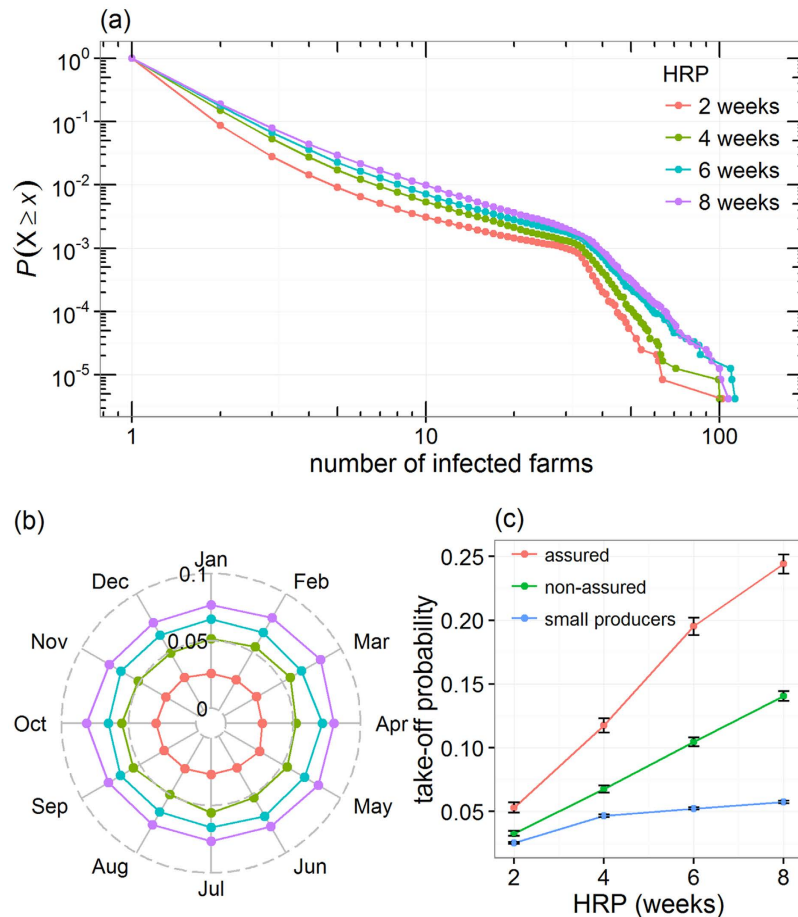 (a)
10⁰
10⁻¹
10⁻²
10⁻³
10⁻⁴
10⁻⁵
P(X ≥ x)
HRP
2 weeks
4 weeks
6 weeks
8 weeks
1
10
100
number of infected farms
(b)
Jan
Feb
Mar
Apr
May
Jun
Jul
Aug
Sep
Oct
Nov
Dec
0.1
0.05
0
(c)
assured
non-assured
small producers
0.25
0.20
0.15
0.10
0.05
take-off probability
2
4
6
8
HRP (weeks)